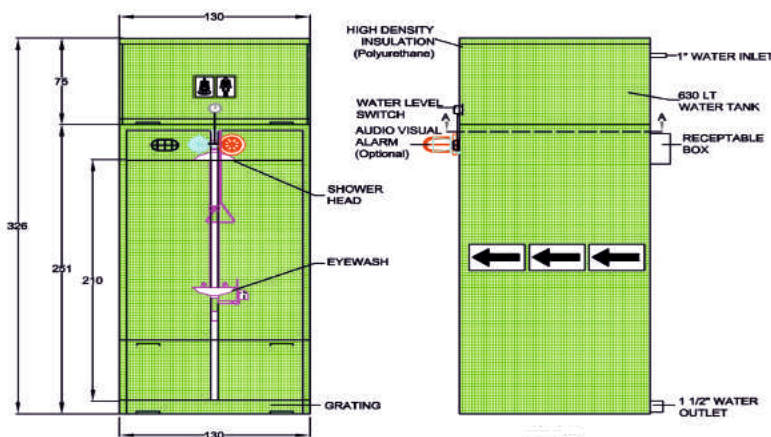 130
326
75
251
210
SHOWER
HEAD
EYEWASH
GRATING
130
HIGH DENSITY
INSULATION
(Polyurethane)
WATER LEVEL
SWITCH
AUDIO VISUAL
ALARM
(Optional)
A
A
1" WATER INLET
630 LT
WATER TANK
RECEPTABLE
BOX
1 1/2" WATER
OUTLET